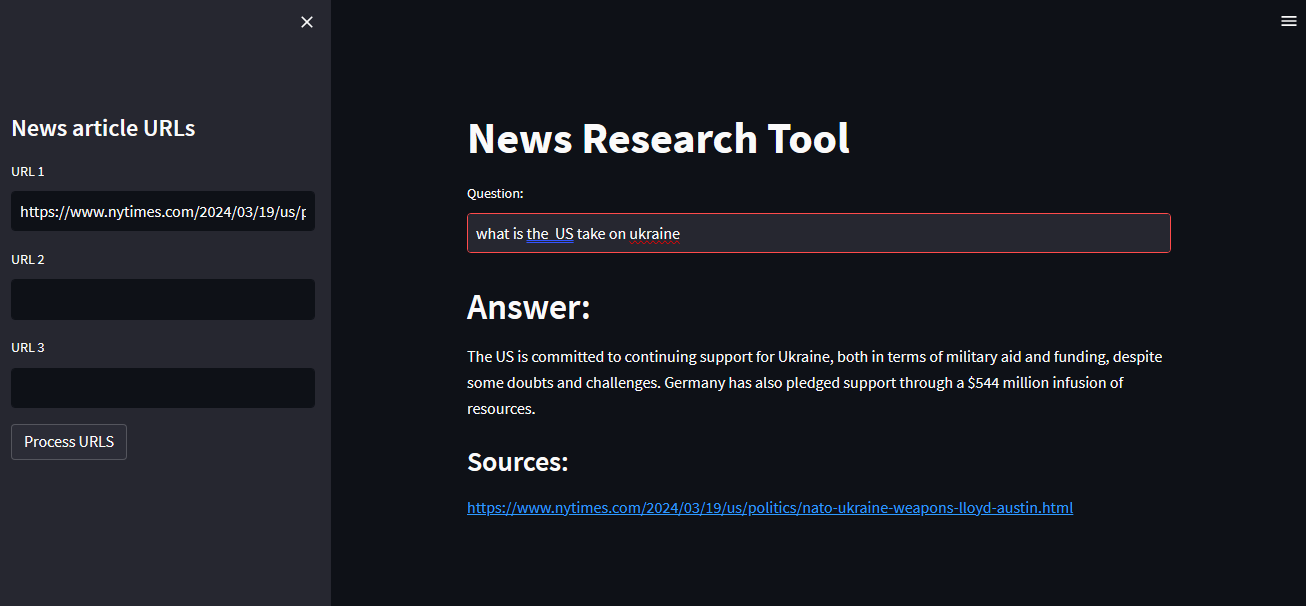 News article URLs
URL 1
https://www.nytimes.com/2024/03/19/us/p
URL 2
URL 3
Process URLS
News Research Tool
Question:
what is the  US take on ukraine
Answer:
The US is committed to continuing support for Ukraine, both in terms of military aid and funding, despite
some doubts and challenges. Germany has also pledged support through a $544 million infusion of
resources.
Sources:
https://www.nytimes.com/2024/03/19/us/politics/nato-ukraine-weapons-lloyd-austin.html